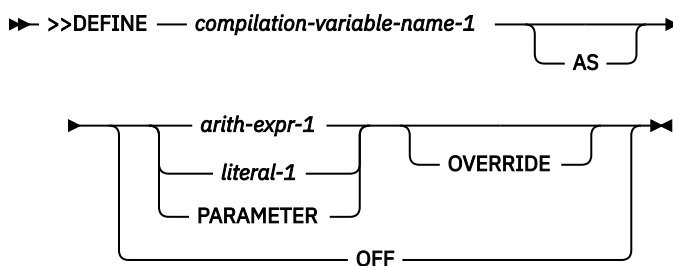 >>DEFINE compilation-variable-name-1
AS
arith-expr-1
OVERRIDE
literal-1
PARAMETER
OFF